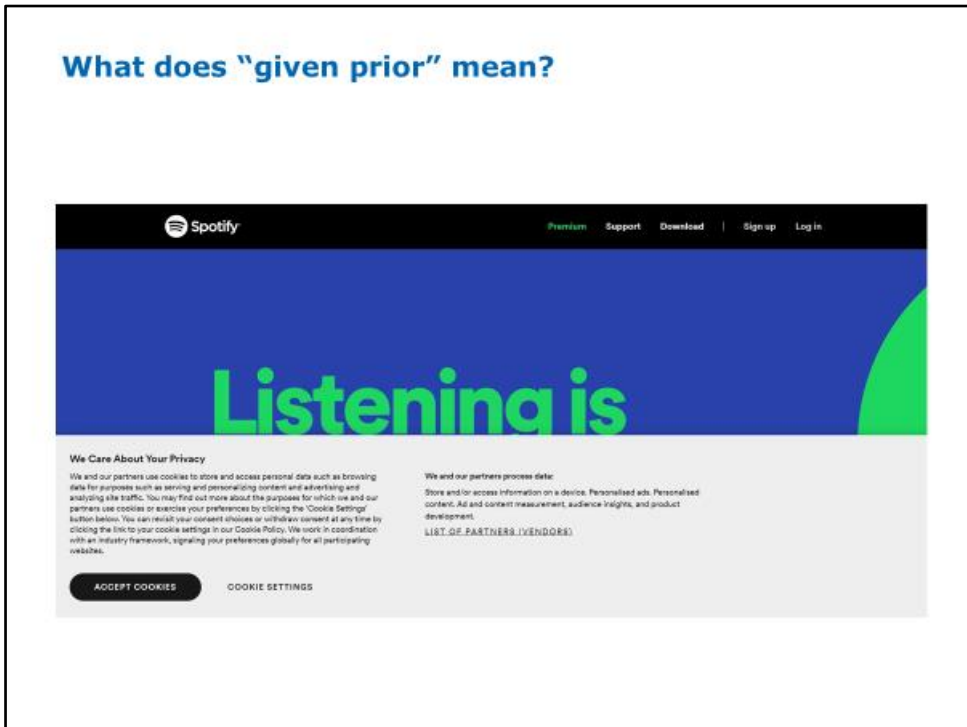 What does “given prior” mean?
Spotify
Premium Support Download | Sign up Log in
Listening is
We Care About Your Privacy
We and our partners use cookies to store and access personal data such as browsing
data for purposes such as serving and personalizing content and advertising and
analyzing site traffic. You may find out more about the purposes for which we and our
partners use cookies or exercise your preferences by clicking the 'Cookie Settings'
button below. You can revisit your consent choices or withdraw consent at any time by
clicking the link to your cookie settings in our Cookie Policy. We work in coordination
with an industry framework, signaling your preferences globally for all participating
websites.
We and our partners process data:
Store and/or access information on a device. Personalised ads. Personalised
content. Ad and content measurement, audience insights, and product
development.
LIST OF PARTNERS (VENDORS)
ACCEPT COOKIES
COOKIE SETTINGS